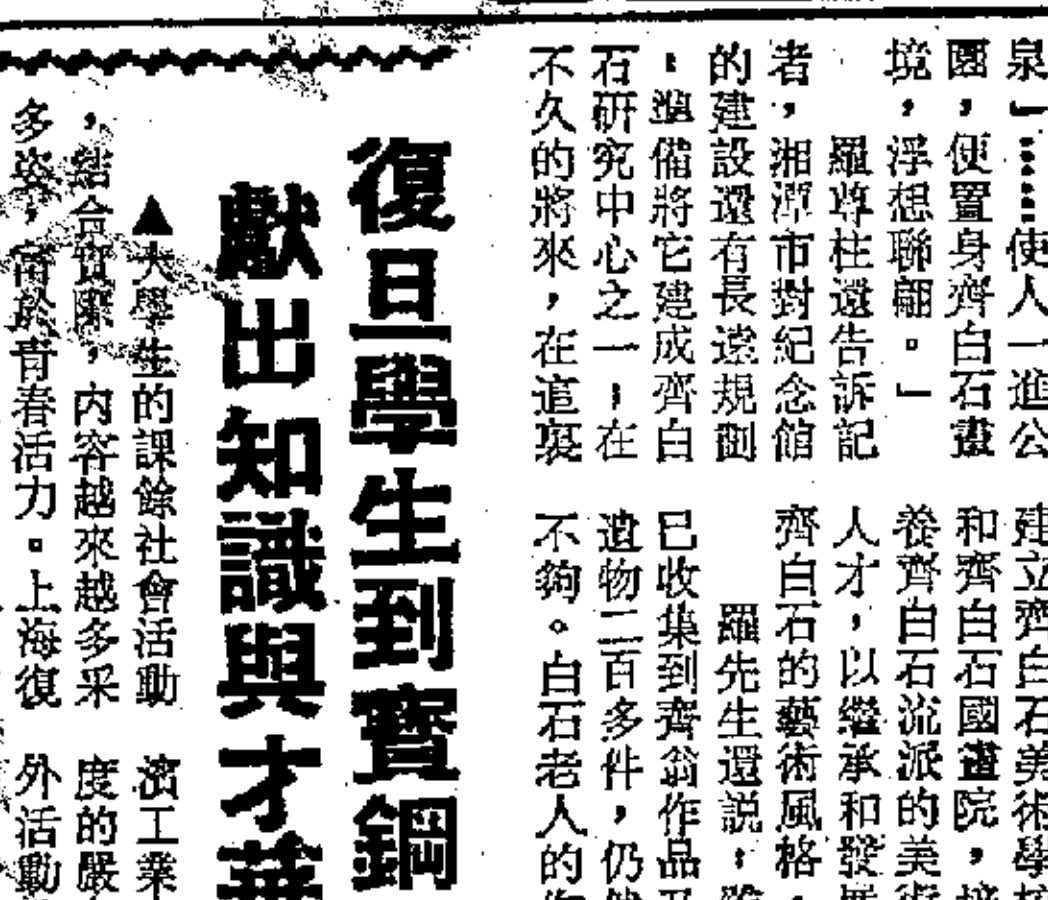 泉」……使人一進公
園，便置身齊白石畫
境，浮想聯翩。」
羅尊柱還告訴記
者，湘潭市對紀念館
的建設還有長遠規劃
：準備將它建成齊白
石研究中心之一；在
不久的將來，在這裏
建立齊白石美術學
和齊白石國畫院，培
養齊白石流派的美術
人才，以繼承和發展
齊白石的藝術風格。
羅先生還説：雖
已收集到齊翁作品及
遺物二百多件，仍
不夠。白石老人的
復旦學生到寶鋼
獻出知識與才華
▲大學生的課餘社會活動
，結合實際，內容越來越多采
多姿，富於青春活力。上海復
濱工業
度的嚴
外活動